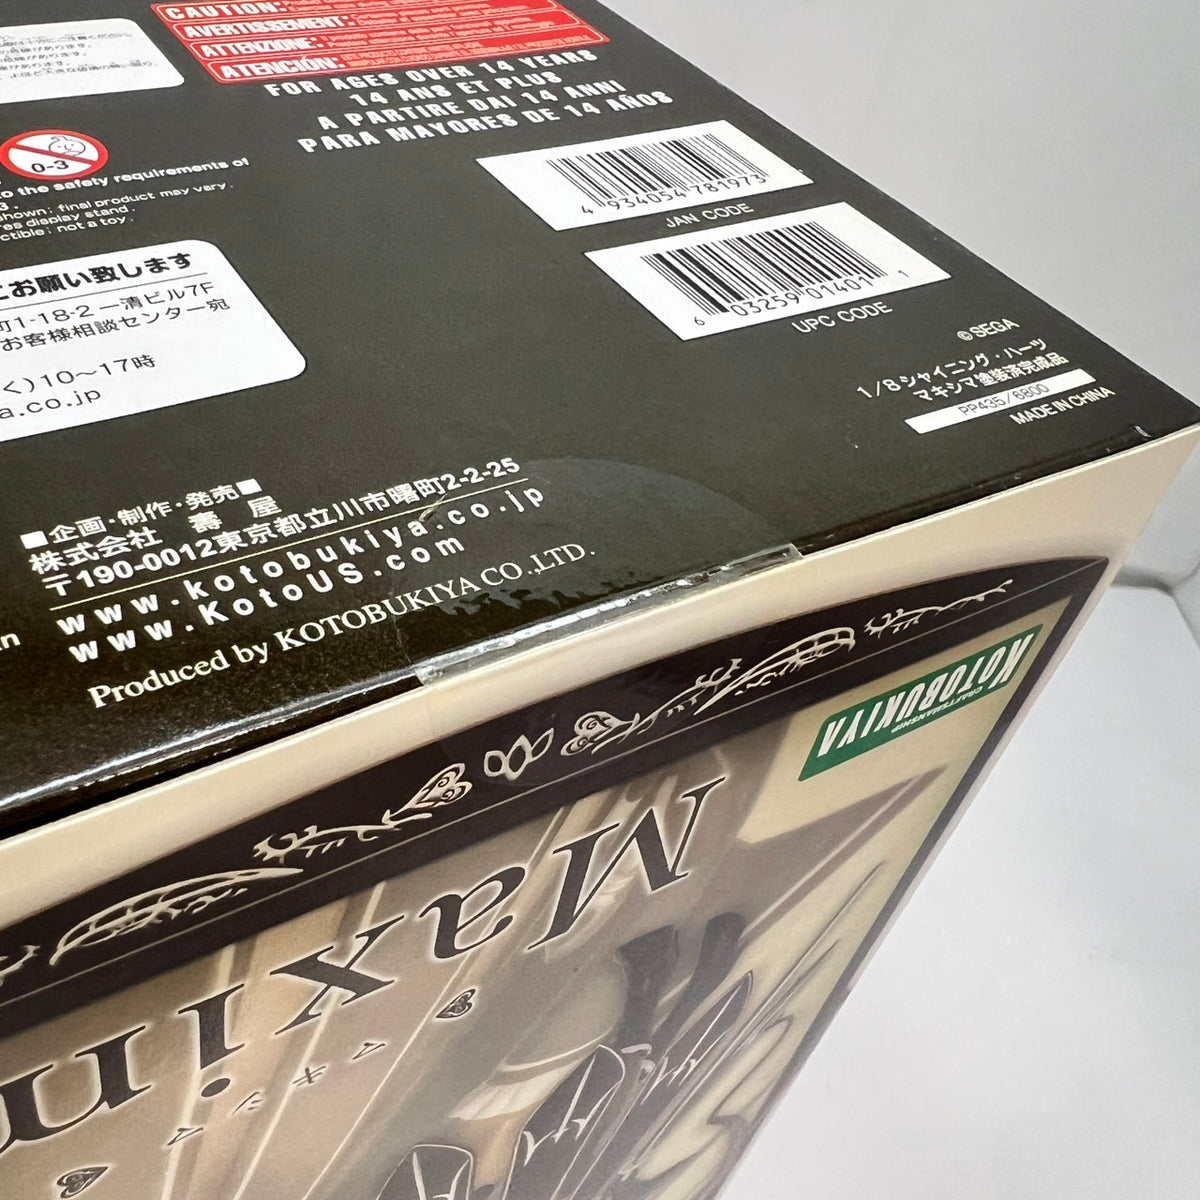 CAUTION:
AVERTISSEMENT:
ATTENZIONE:
ATENCIÓN:
FOR AGES OVER 14 YEARS
14 ANS ET PLUS
A PARTIRE DAI 14 ANNI
PARA MAYORES DE 14 AÑOS
0-3
to the safety requirements of
shown: final product may vary.
res display stand.
ctible: not a toy.
4 934054 781973
JAN CODE
6 03259 01401 1
UPC CODE
お願い致します
町1-18-2 一清ビル7F
お客様相談センター宛
く)10〜17時
a.co.jp
©SEGA
1/8シャイニング・ハーツ
マキシマ塗装済完成品
PP435/6800
MADE IN CHINA
■企画・制作・発売■
株式会社 壽 屋
〒190-0012東京都立川市曙町2-2-25
www.kotobukiya.co.jp
www.KotoUS.com
Produced by KOTOBUKIYA CO.,LTD.
CRAFTSMANSHIP
KOTOBUKIYA
Maxim
マキシマ